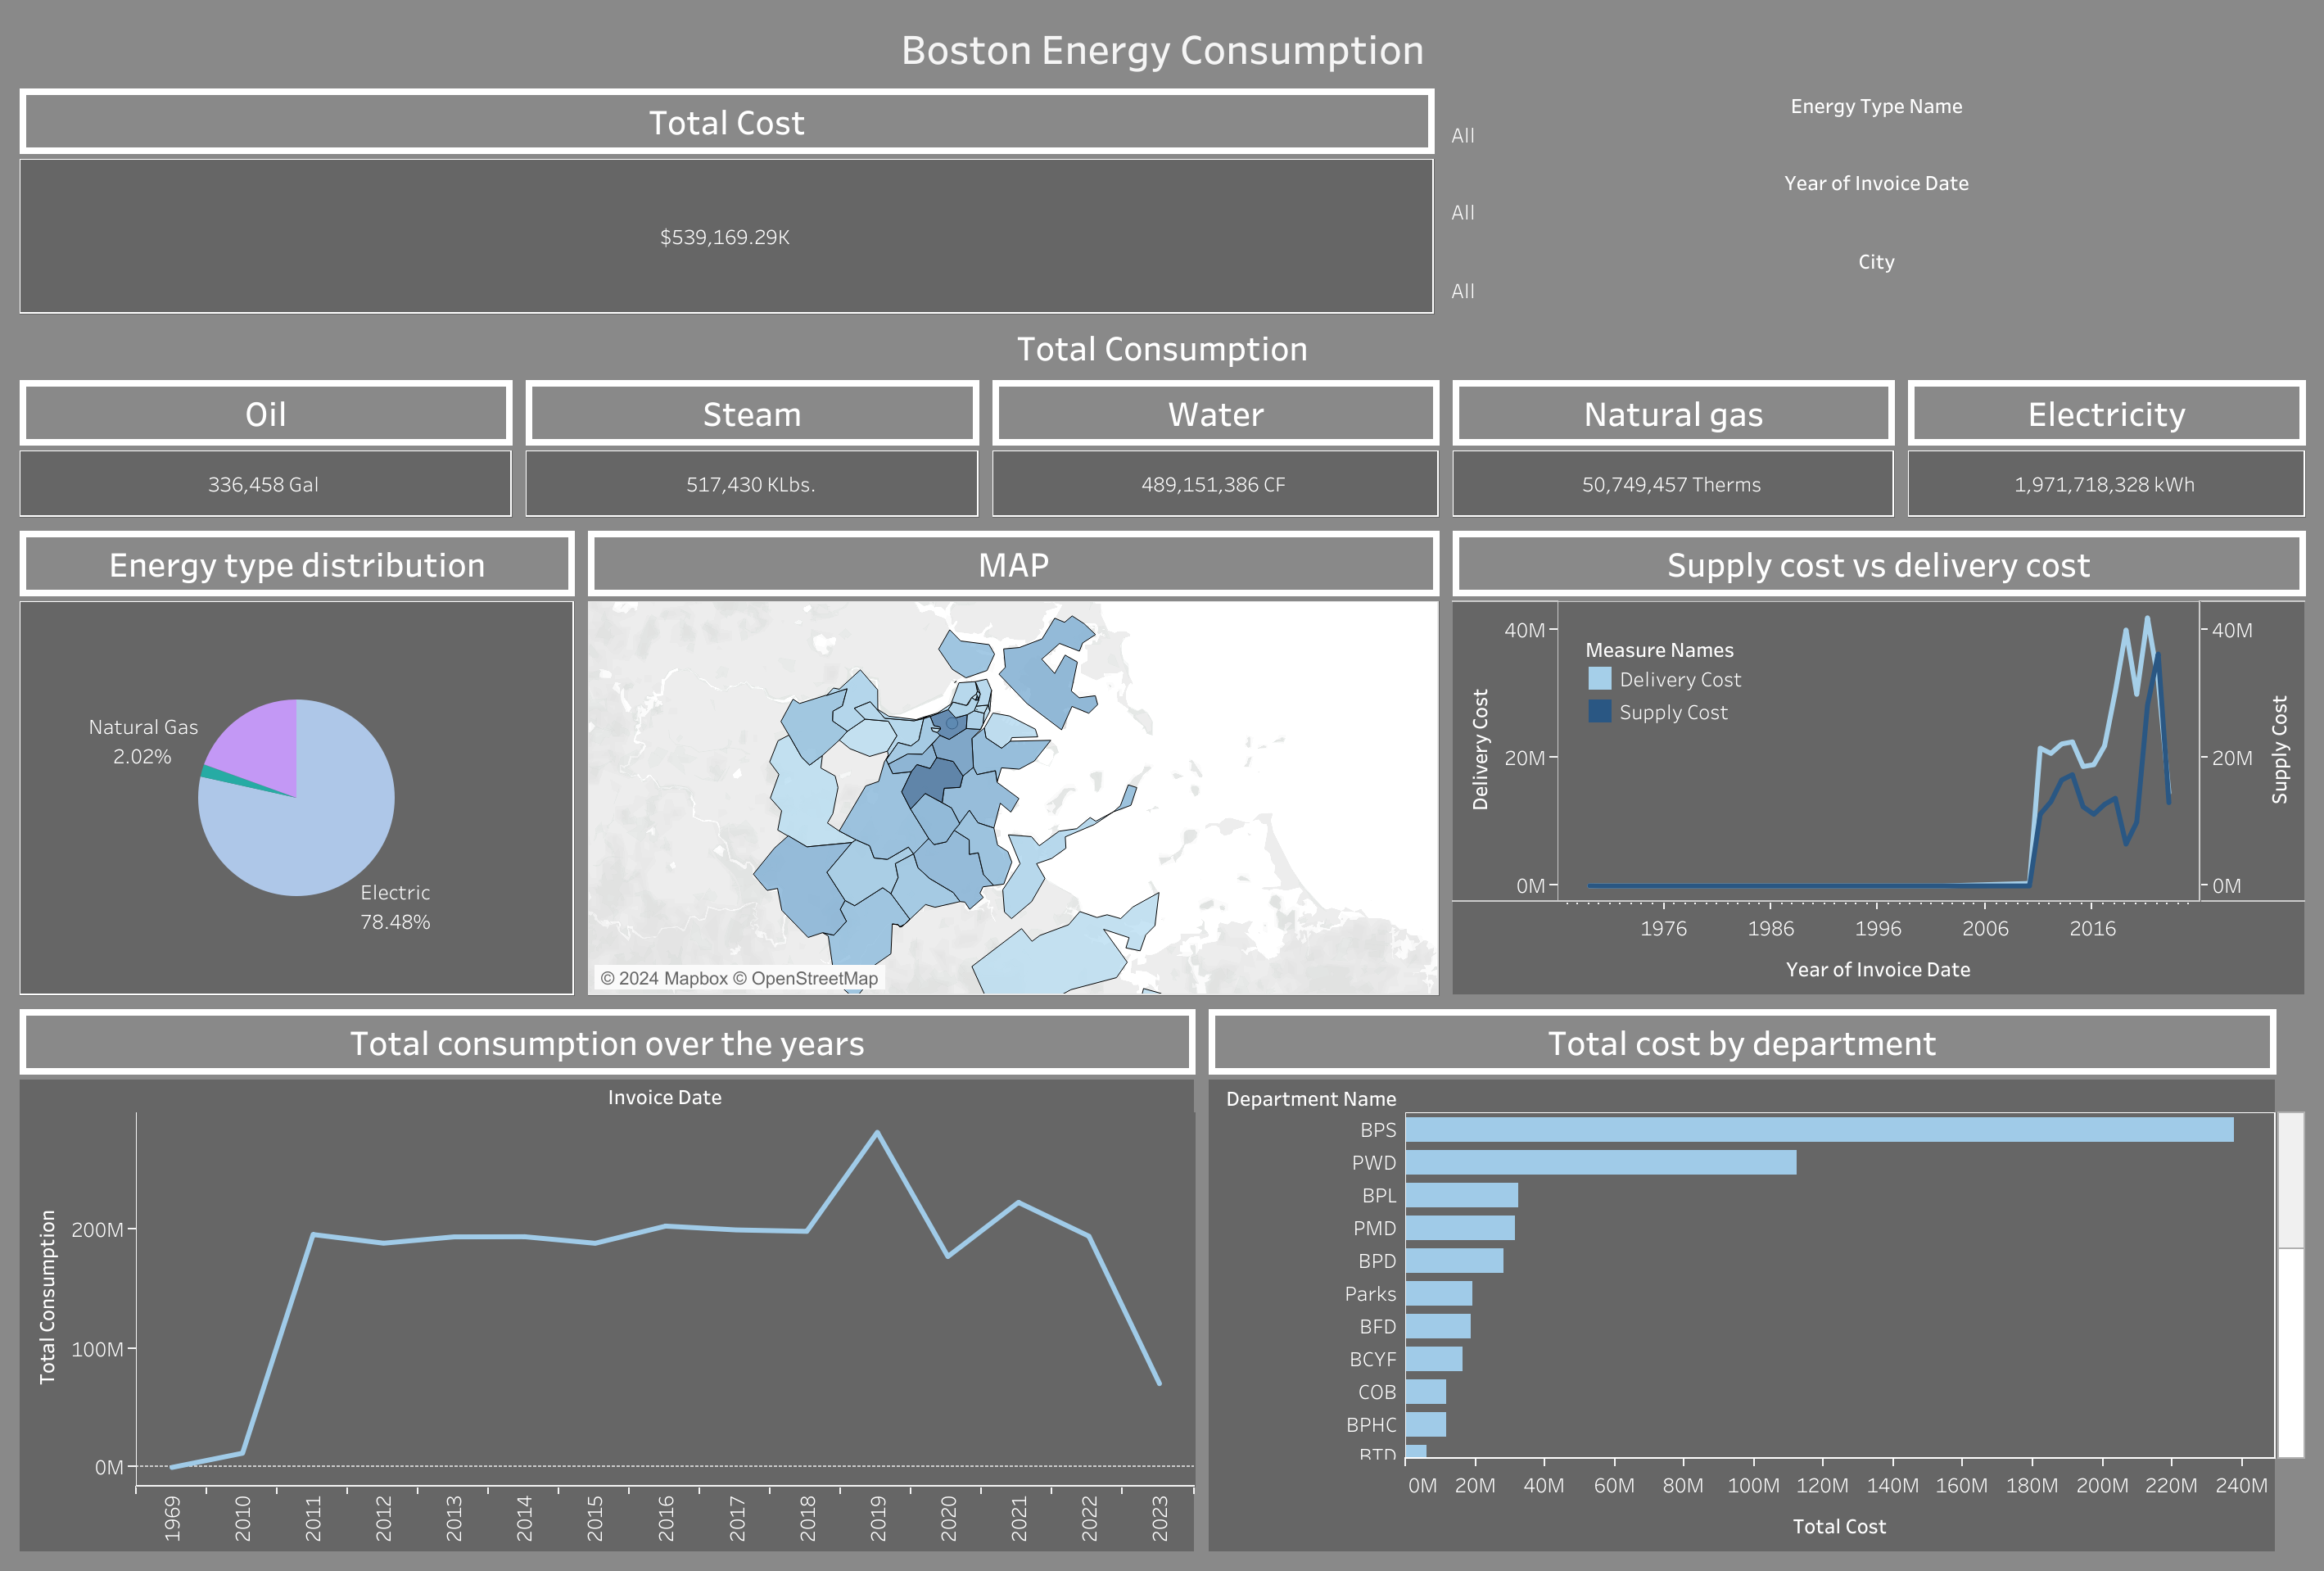 Boston Energy Consumption
Total Cost
$539,169.29K
Energy Type Name
All
Year of Invoice Date
All
City
All
Total Consumption
Oil
Steam
Water
Natural gas
Electricity
336,458 Gal
517,430 KLbs.
489,151,386 CF
50,749,457 Therms
1,971,718,328 kWh
Energy type distribution
Natural Gas
2.02%
Electric
78.48%
MAP
© 2024 Mapbox © OpenStreetMap
Supply cost vs delivery cost
Measure Names
Delivery Cost
Supply Cost
Delivery Cost
40M
20M
0M
40M
20M
0M
Supply Cost
1976
1986
1996
2006
2016
Year of Invoice Date
Total consumption over the years
Invoice Date
Total Consumption
200M
100M
0M
1969
2010
2011
2012
2013
2014
2015
2016
2017
2018
2019
2020
2021
2022
2023
Total cost by department
Department Name
BPS
PWD
BPL
PMD
BPD
Parks
BFD
BCYF
COB
BPHC
BTD
0M
20M
40M
60M
80M
100M
120M
140M
160M
180M
200M
220M
240M
Total Cost